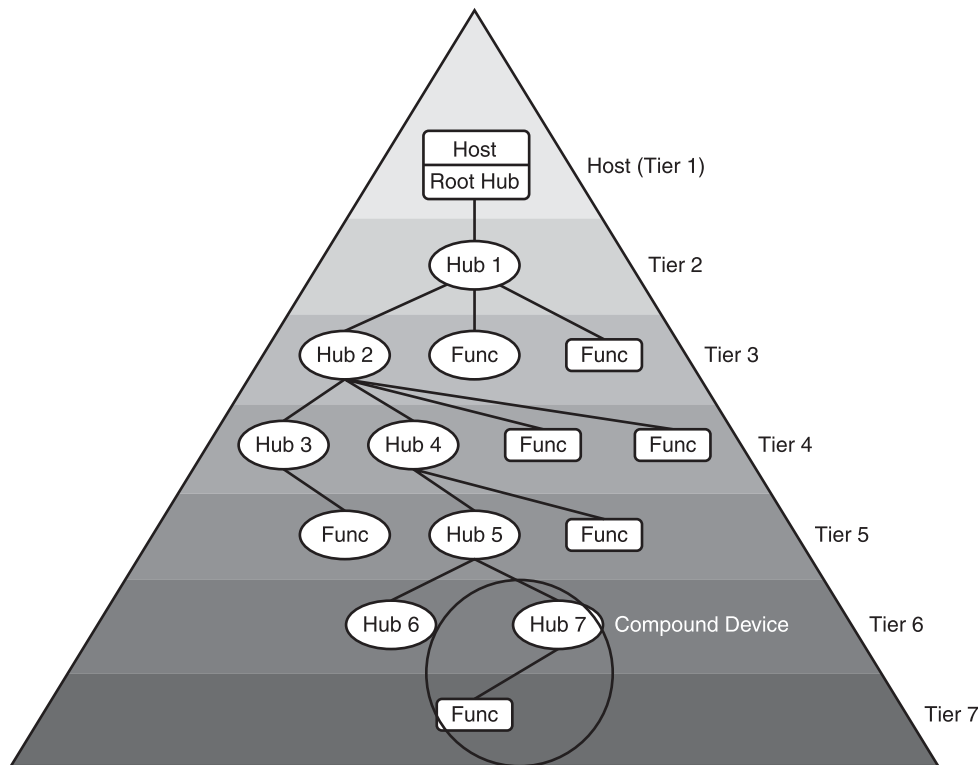 Host
Root Hub
Host (Tier 1)
Hub 1
Tier 2
Hub 2
Func
Func
Tier 3
Hub 3
Hub 4
Func
Func
Tier 4
Func
Hub 5
Func
Tier 5
Hub 6
Hub 7
Compound Device
Tier 6
Func
Tier 7